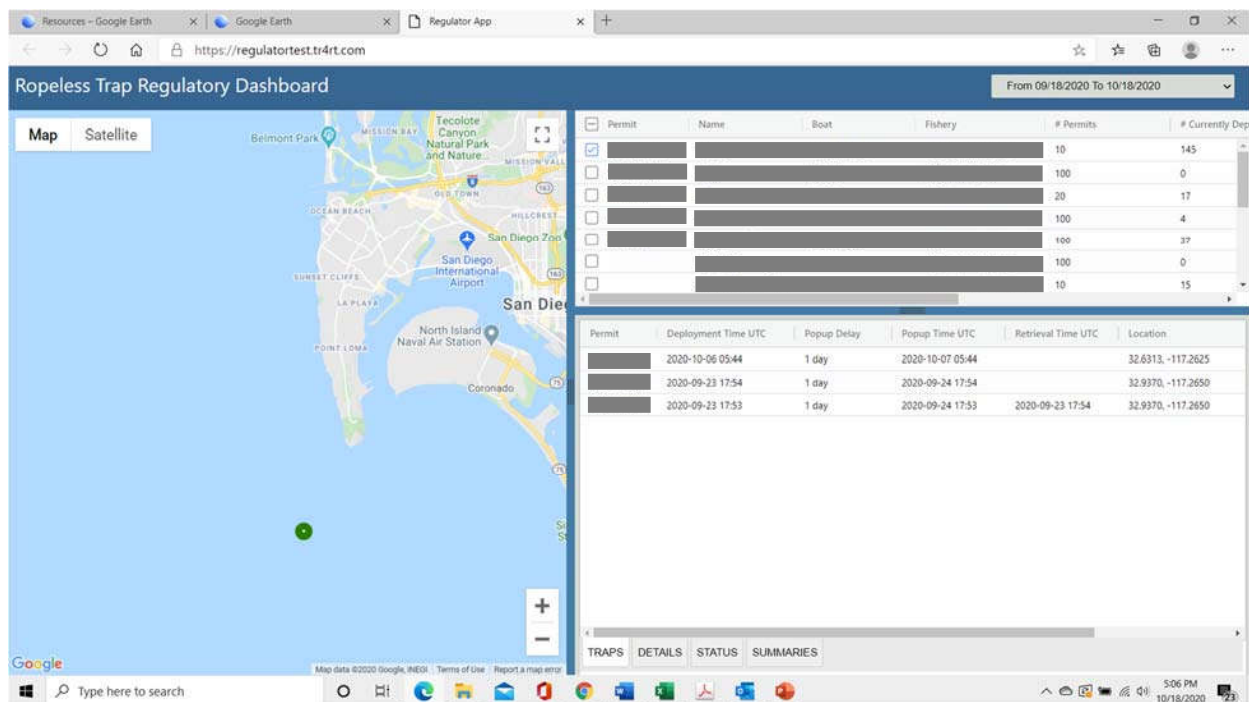 Resources – Google Earth
Google Earth
Regulator App
https://regulatortest.tr4rt.com
Ropeless Trap Regulatory Dashboard
From 09/18/2020 To 10/18/2020
Map Satellite
Belmont Park
MISSION BAY
Tecolote
Canyon
Natural Park
and Nature...
MISSION VALL
163
8
OLD TOWN
OCEAN BEACH
HILLCREST
San Diego Zoo
San Diego
International
Airport
SUNSET CLIFFS
163
LA PLAYA
San Die
North Island
Naval Air Station
POINT LOMA
Coronado
75
75
Google
Map data ©2020 Google, INEGI Terms of Use Report a map error
Permit Name Boat Fishery # Permits # Currently Dep
10 145
100 0
20 17
100 4
100 37
100 0
10 15
Permit Deployment Time UTC Popup Delay Popup Time UTC Retrieval Time UTC Location
2020-10-06 05:44 1 day 2020-10-07 05:44 32.6313, -117.2625
2020-09-23 17:54 1 day 2020-09-24 17:54 32.9370, -117.2650
2020-09-23 17:53 1 day 2020-09-24 17:53 2020-09-23 17:54 32.9370, -117.2650
TRAPS DETAILS STATUS SUMMARIES
Type here to search
5:06 PM
10/18/2020
23